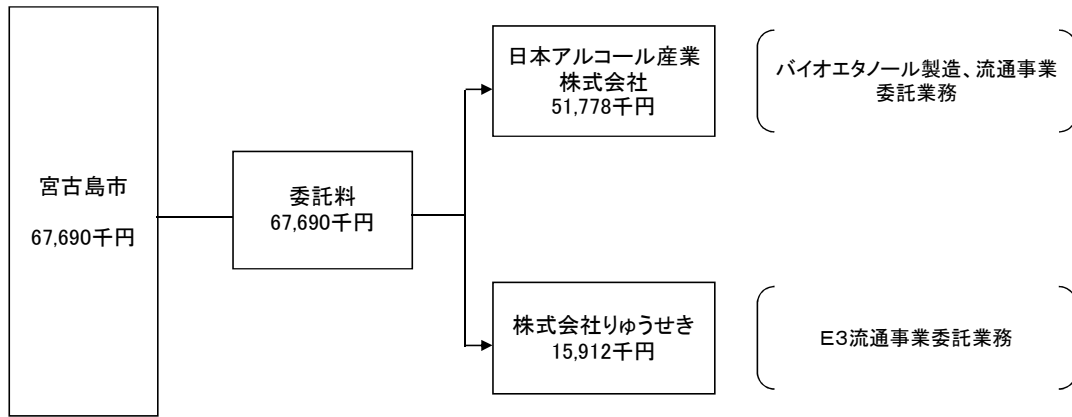 宮古島市
67,690千円
委託料
67,690千円
日本アルコール産業
株式会社
51,778千円
バイオエタノール製造、流通事業
委託業務
株式会社りゅうせき
15,912千円
E3流通事業委託業務